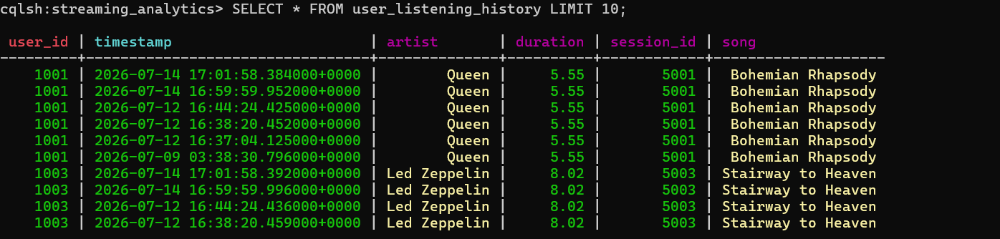 cqlsh:streaming_analytics> SELECT * FROM user_listening_history LIMIT 10;
user_id | timestamp                       | artist       | duration | session_id | song
---------+---------------------------------+--------------+----------+------------+--------------------
    1001 | 2026-07-14 17:01:58.384000+0000 |        Queen |     5.55 |       5001 |  Bohemian Rhapsody
    1001 | 2026-07-14 16:59:59.952000+0000 |        Queen |     5.55 |       5001 |  Bohemian Rhapsody
    1001 | 2026-07-12 16:44:24.425000+0000 |        Queen |     5.55 |       5001 |  Bohemian Rhapsody
    1001 | 2026-07-12 16:38:20.452000+0000 |        Queen |     5.55 |       5001 |  Bohemian Rhapsody
    1001 | 2026-07-12 16:37:04.125000+0000 |        Queen |     5.55 |       5001 |  Bohemian Rhapsody
    1001 | 2026-07-09 03:38:30.796000+0000 |        Queen |     5.55 |       5001 |  Bohemian Rhapsody
    1003 | 2026-07-14 17:01:58.392000+0000 | Led Zeppelin |     8.02 |       5003 | Stairway to Heaven
    1003 | 2026-07-14 16:59:59.996000+0000 | Led Zeppelin |     8.02 |       5003 | Stairway to Heaven
    1003 | 2026-07-12 16:44:24.436000+0000 | Led Zeppelin |     8.02 |       5003 | Stairway to Heaven
    1003 | 2026-07-12 16:38:20.459000+0000 | Led Zeppelin |     8.02 |       5003 | Stairway to Heaven